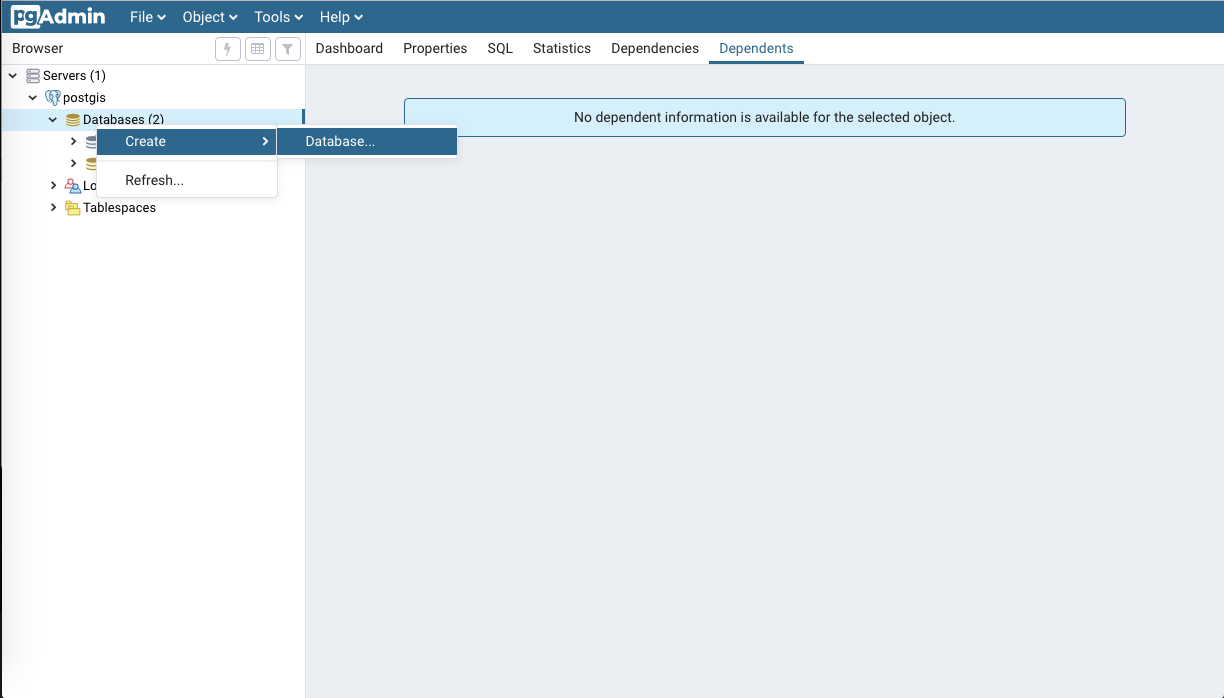 pgAdmin File Object Tools Help
Browser Dashboard Properties SQL Statistics Dependencies Dependents
Servers (1)
postgis
Databases (2)
No dependent information is available for the selected object.
Create Database...
Refresh...
Lo
Tablespaces